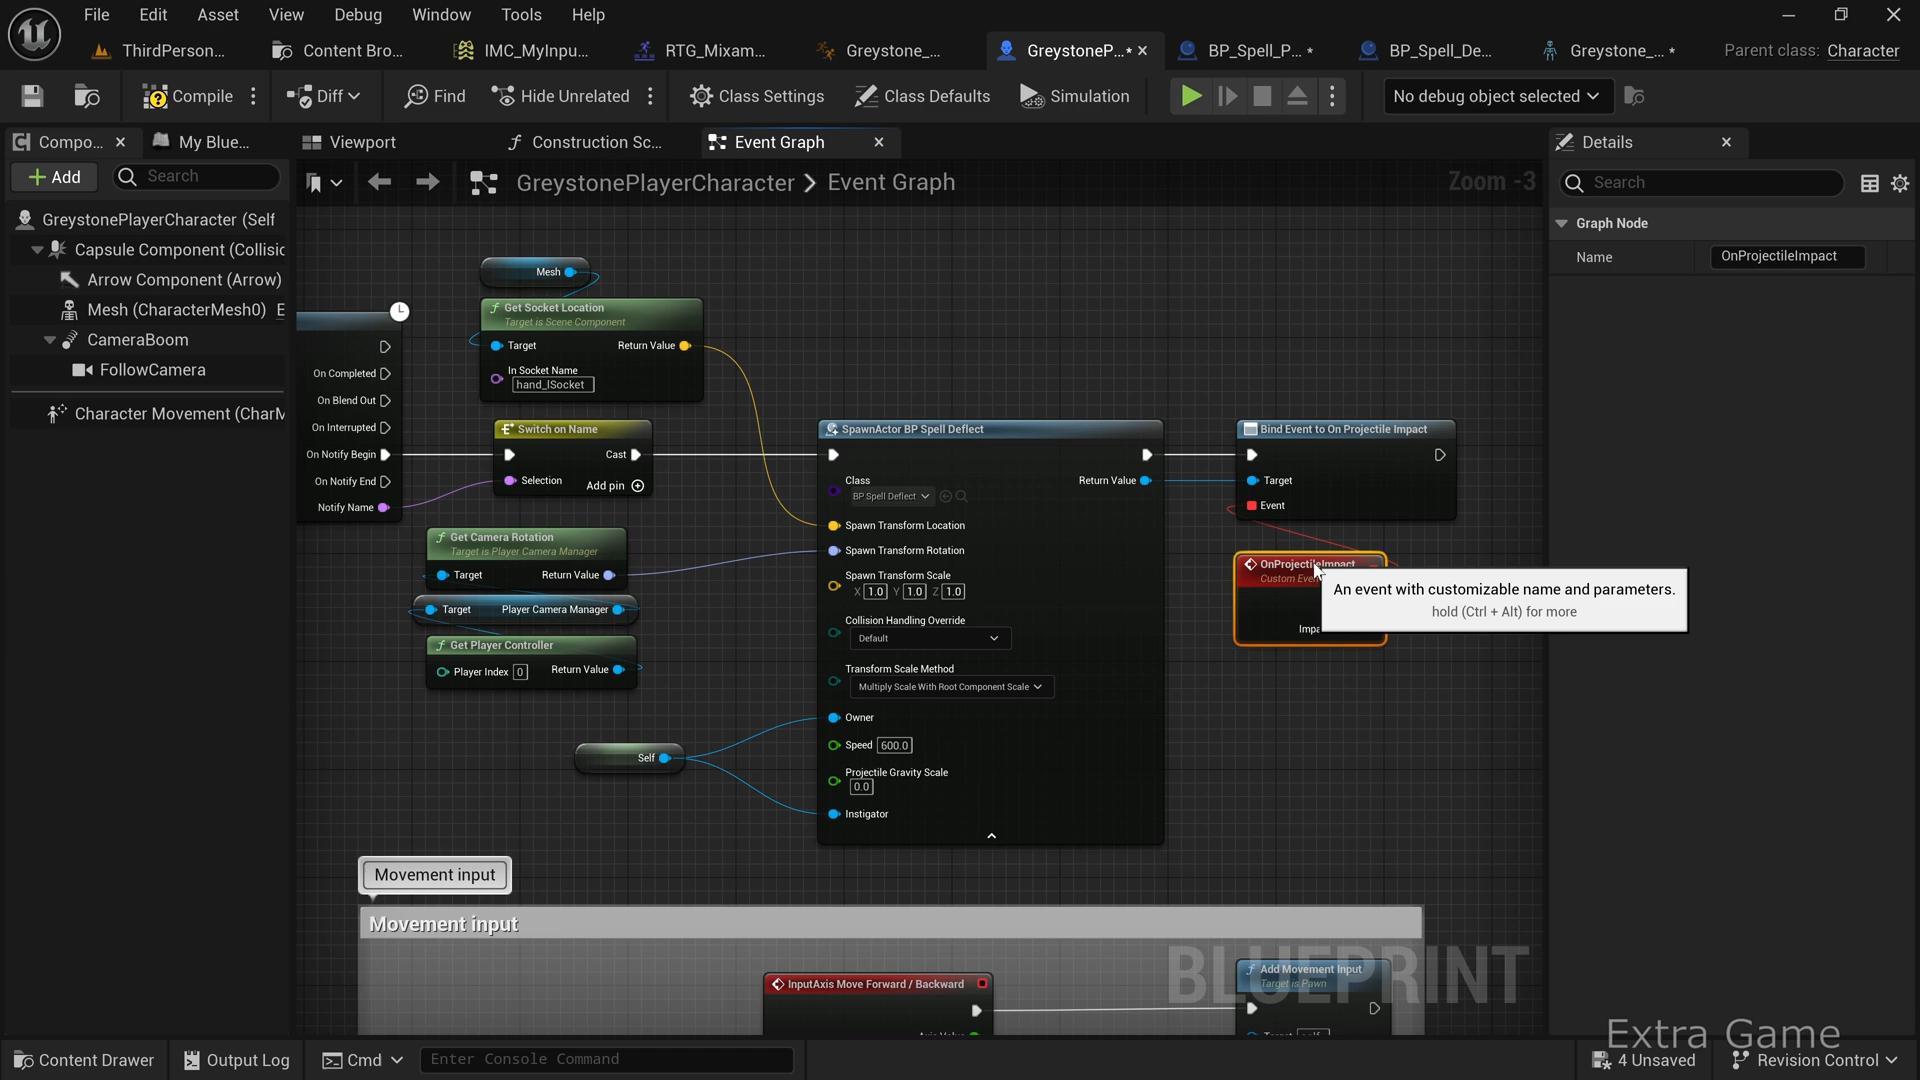 File Edit Asset View Debug Window Tools Help
ThirdPerson... Content Bro... IMC_MyInpu... RTG_Mixam... Greystone_... GreystoneP...* BP_Spell_P... * BP_Spell_De... Greystone_... * Parent class: Character
Compile Diff Find Hide Unrelated Class Settings Class Defaults Simulation No debug object selected
Compo... My Blue... Viewport Construction Sc... Event Graph Details
Add Search GreystonePlayerCharacter Event Graph Zoom -3 Search
GreystonePlayerCharacter (Self
Capsule Component (Collisic
Arrow Component (Arrow)
Mesh (CharacterMesh0) E
CameraBoom
FollowCamera
Character Movement (CharM
On Completed
On Blend Out
On Interrupted
On Notify Begin
On Notify End
Notify Name
Mesh
Get Socket Location
Target is Scene Component
Target Return Value
In Socket Name
hand_lSocket
Switch on Name
Cast
Selection
Add pin
Get Camera Rotation
Target is Player Camera Manager
Target Return Value
Target Player Camera Manager
Get Player Controller
Player Index 0 Return Value
Self
SpawnActor BP Spell Deflect
Class
BP Spell Deflect
Return Value
Spawn Transform Location
Spawn Transform Rotation
Spawn Transform Scale
X 1.0 Y 1.0 Z 1.0
Collision Handling Override
Default
Transform Scale Method
Multiply Scale With Root Component Scale
Owner
Speed 600.0
Projectile Gravity Scale
0.0
Instigator
Bind Event to On Projectile Impact
Target
Event
OnProjectileImpact
Custom Eve
Impa
An event with customizable name and parameters.
hold (Ctrl + Alt) for more
Graph Node
Name OnProjectileImpact
Movement input
Movement input
InputAxis Move Forward / Backward
Add Movement Input
Target is Pawn
BLUEPRINT
Extra Game
Content Drawer Output Log Cmd Enter Console Command 4 Unsaved Revision Control